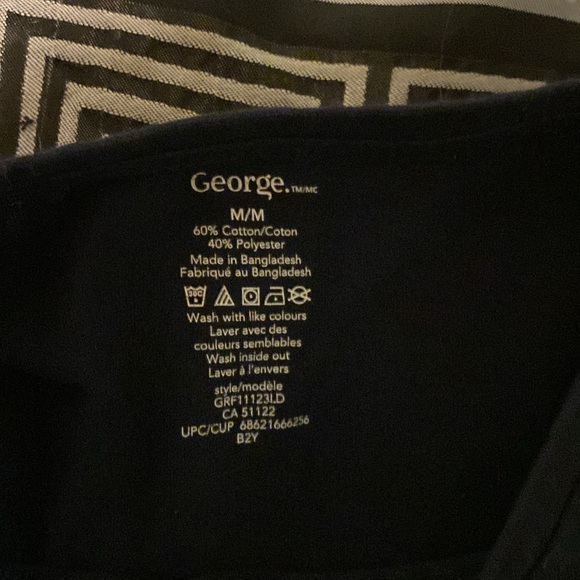 George.TM/MC
M/M
60% Cotton/Coton
40% Polyester
Made in Bangladesh
Fabriqué au Bangladesh
30C
Wash with like colours
Laver avec des
couleurs semblables
Wash inside out
Laver à l'envers
style/modèle
GRF11123LD
CA 51122
UPC/CUP 68621666256
B2Y